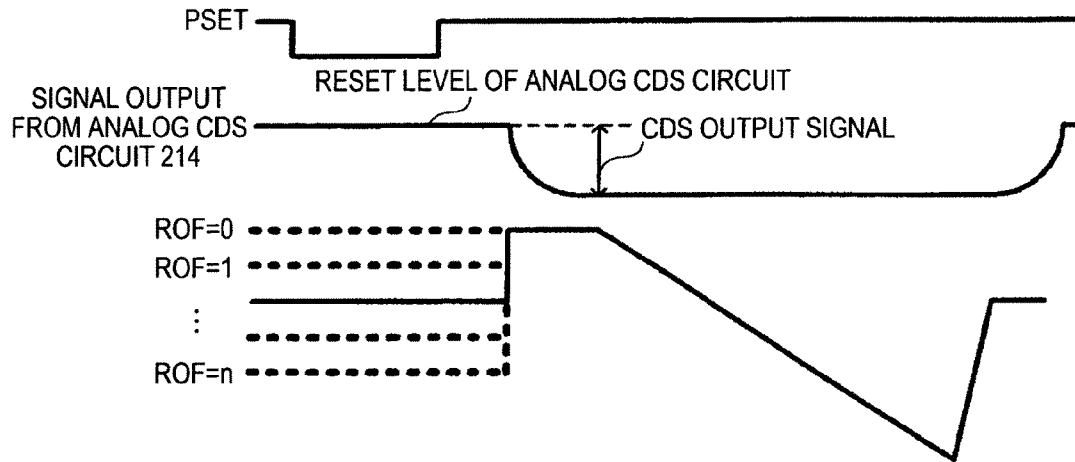 PSET
RESET LEVEL OF ANALOG CDS CIRCUIT
SIGNAL OUTPUT
FROM ANALOG CDS
CIRCUIT 214
CDS OUTPUT SIGNAL
ROF=0
ROF=1
⋮
ROF=n